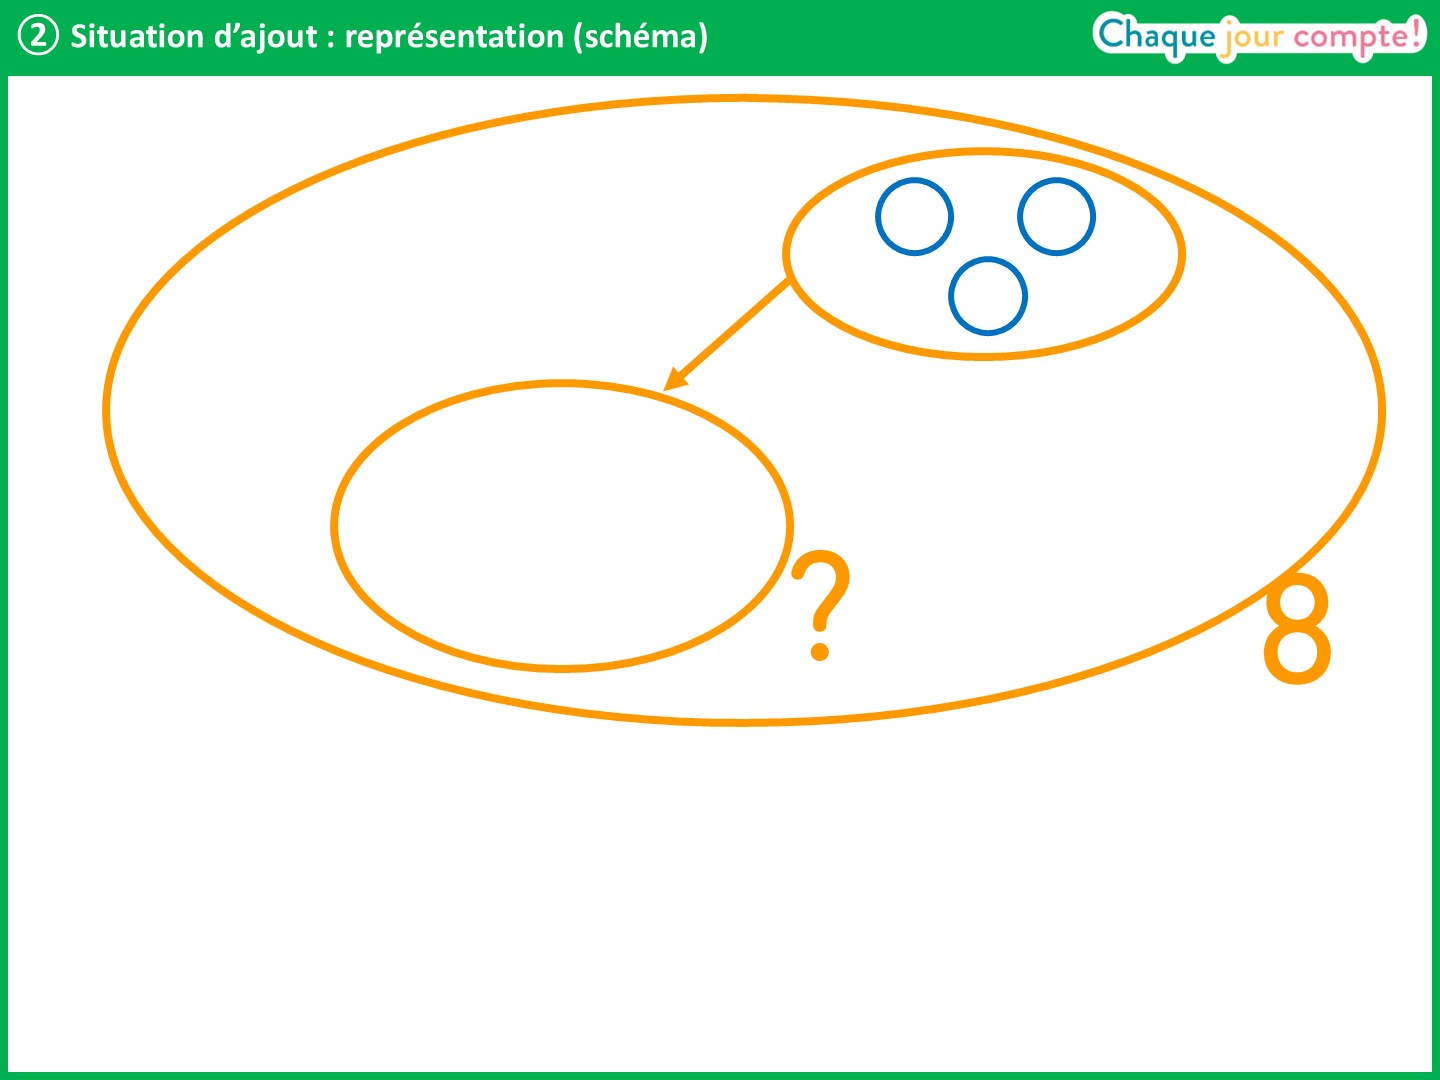 ② Situation d’ajout : représentation (schéma)
Chaque jour compte!
?
8